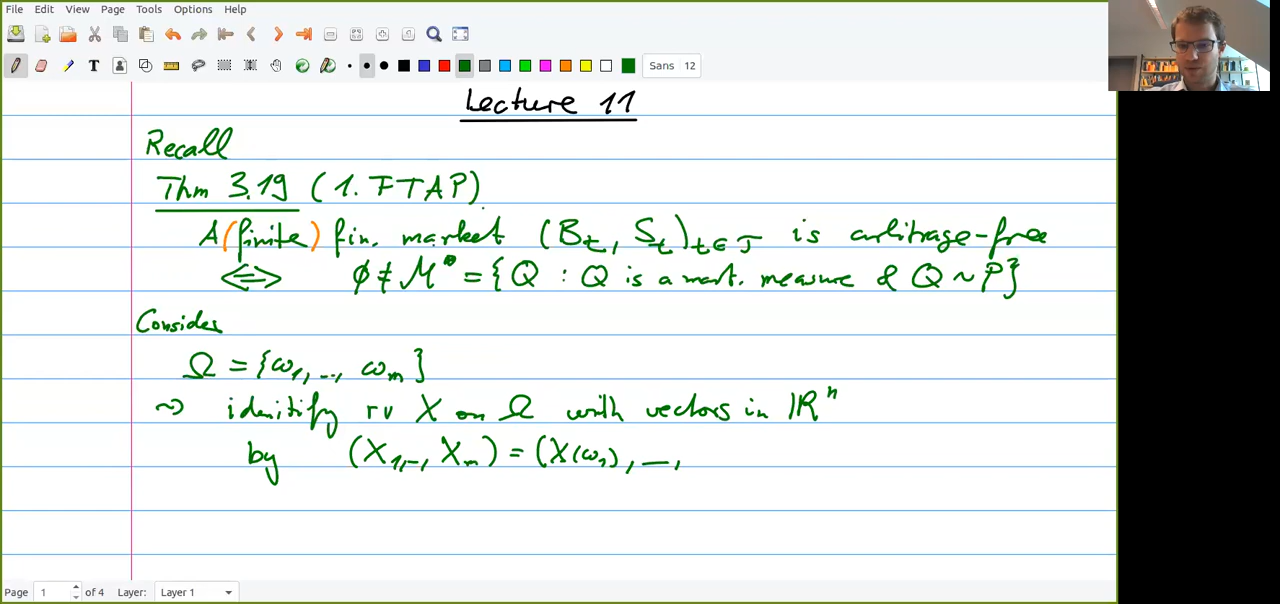 File Edit View Page Tools Options Help
Sans 12
Lecture 11
Recall
Thm 3.19 (1. FTAP)
A (finite) fin. market (B_t, S_t)_{t∈J} is arbitrage-free
⟺ ∅ ≠ M* = {Q : Q is a mart. measure & Q ~ P}
Consider
Ω = {ω_1, ..., ω_m}
⇝ idenitify rv X on Ω with vectors in ℝ^n
by (X_1, ..., X_m) = (X(ω_1), —,
Page 1 of 4 Layer: Layer 1